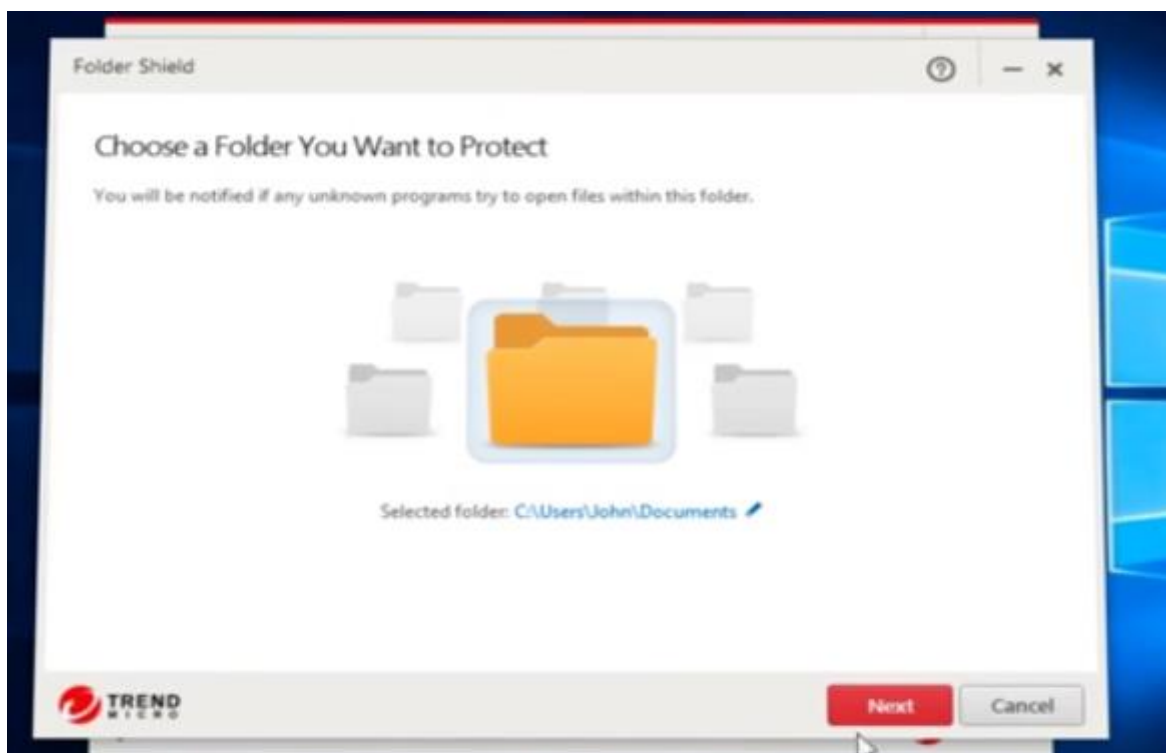 Folder Shield
Choose a Folder You Want to Protect
You will be notified if any unknown programs try to open files within this folder.
Selected folder: C:\Users\John\Documents
TREND
MICRO
Next
Cancel